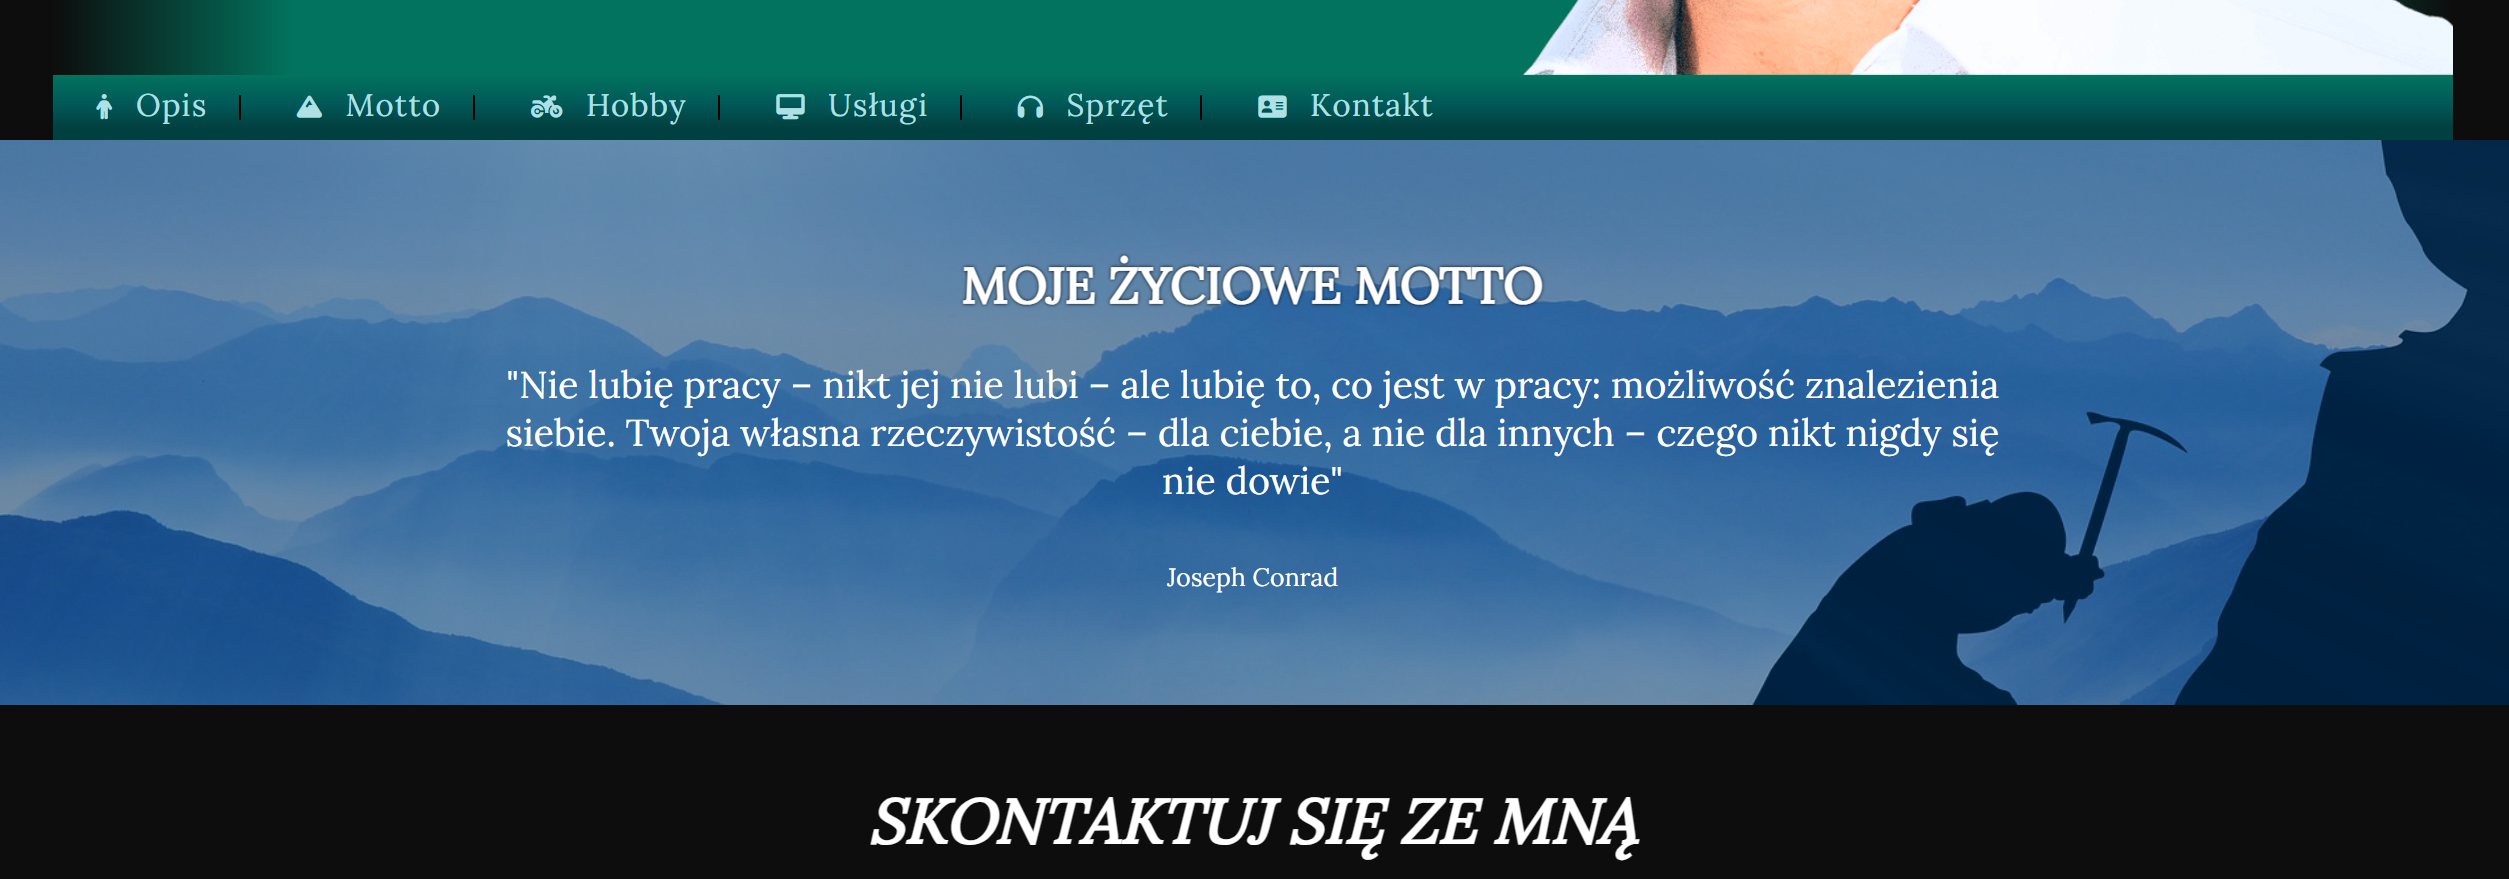 Opis Motto Hobby Usługi Sprzęt Kontakt
MOJE ŻYCIOWE MOTTO
"Nie lubię pracy – nikt jej nie lubi – ale lubię to, co jest w pracy: możliwość znalezienia
siebie. Twoja własna rzeczywistość – dla ciebie, a nie dla innych – czego nikt nigdy się
nie dowie"
Joseph Conrad
SKONTAKTUJ SIĘ ZE MNĄ